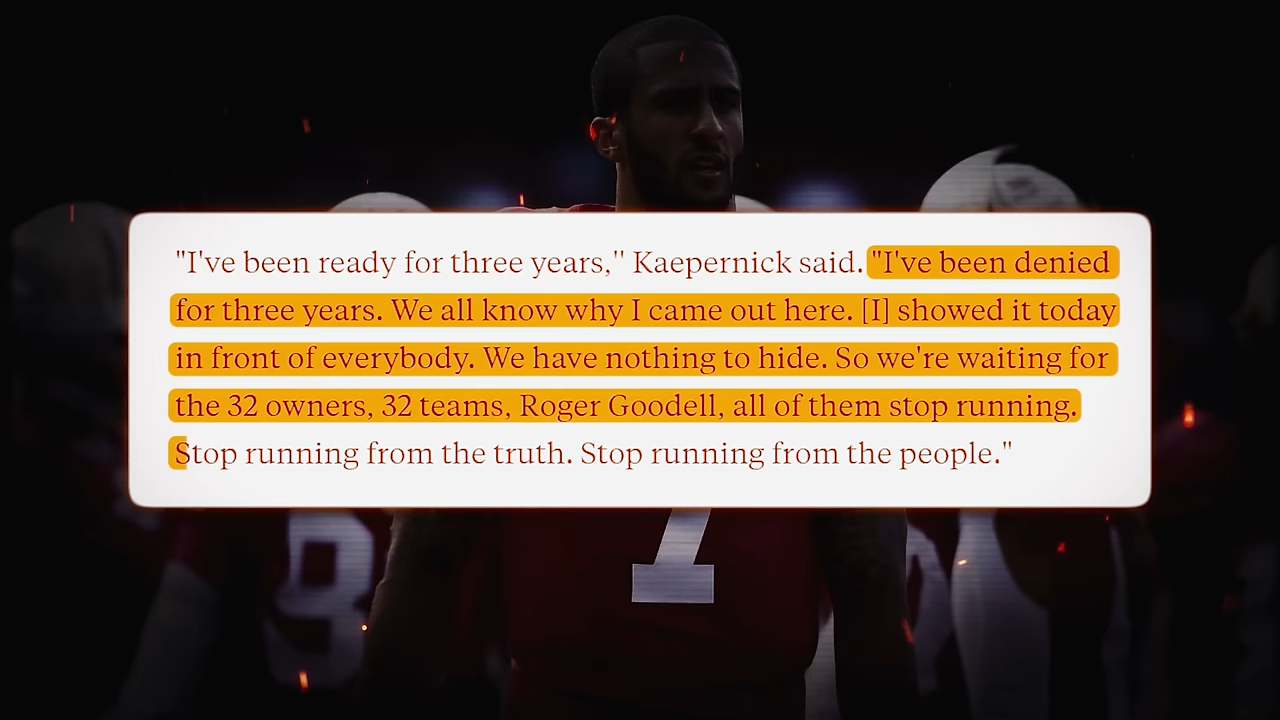 "I've been ready for three years," Kaepernick said. "I've been denied
for three years. We all know why I came out here. [I] showed it today
in front of everybody. We have nothing to hide. So we're waiting for
the 32 owners, 32 teams, Roger Goodell, all of them stop running.
Stop running from the truth. Stop running from the people."
8
7